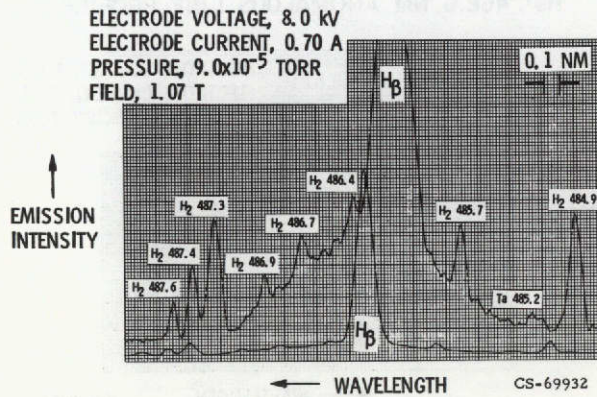 ELECTRODE VOLTAGE, 8.0 kV
ELECTRODE CURRENT, 0.70 A
PRESSURE, 9.0x10⁻⁵ TORR
FIELD, 1.07 T
0.1 NM
Hβ
H₂ 486.4
H₂ 487.3
H₂ 486.7
H₂ 485.7
H₂ 484.9
EMISSION
INTENSITY
H₂ 487.4
H₂ 486.9
H₂ 487.6
Ta 485.2
Hβ
WAVELENGTH
CS-69932